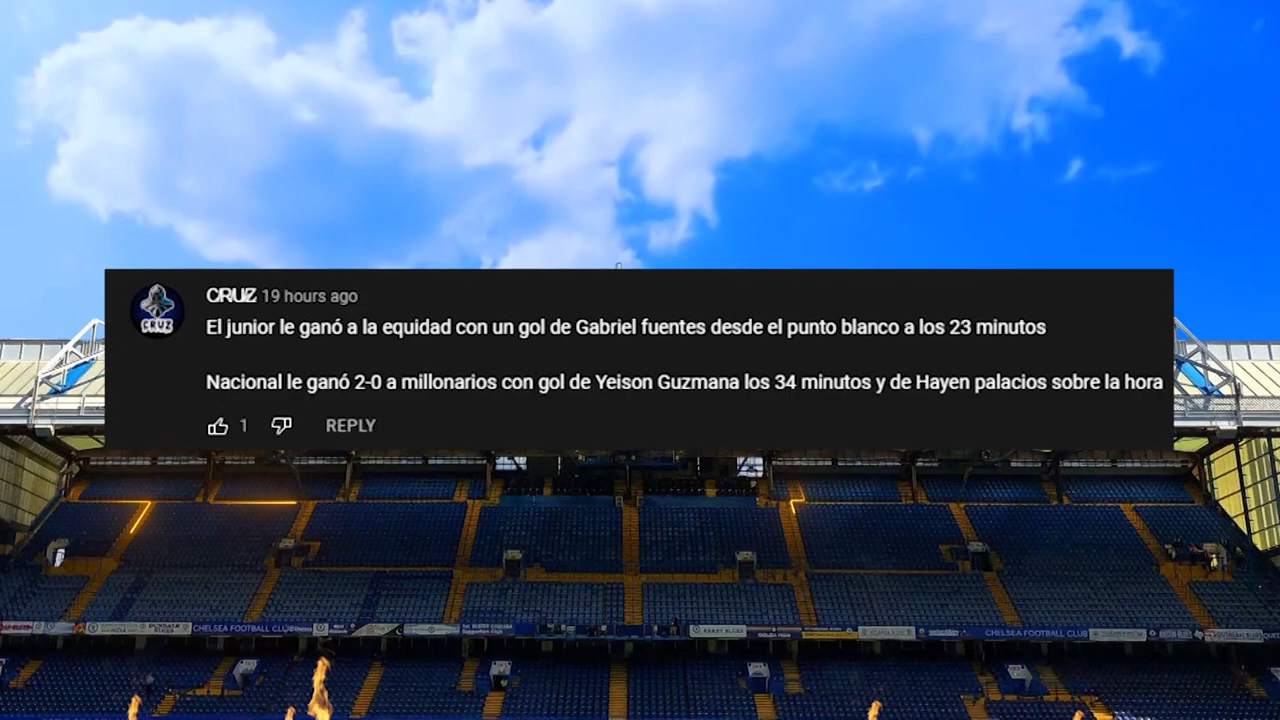 CRUZ 19 hours ago
El junior le ganó a la equidad con un gol de Gabriel fuentes desde el punto blanco a los 23 minutos
Nacional le ganó 2-0 a millonarios con gol de Yeison Guzmana los 34 minutos y de Hayen palacios sobre la hora
1 REPLY
CRUZ
CHELSEA FOOTBALL CLUB
CHELSEA FOOTBALL CLUB